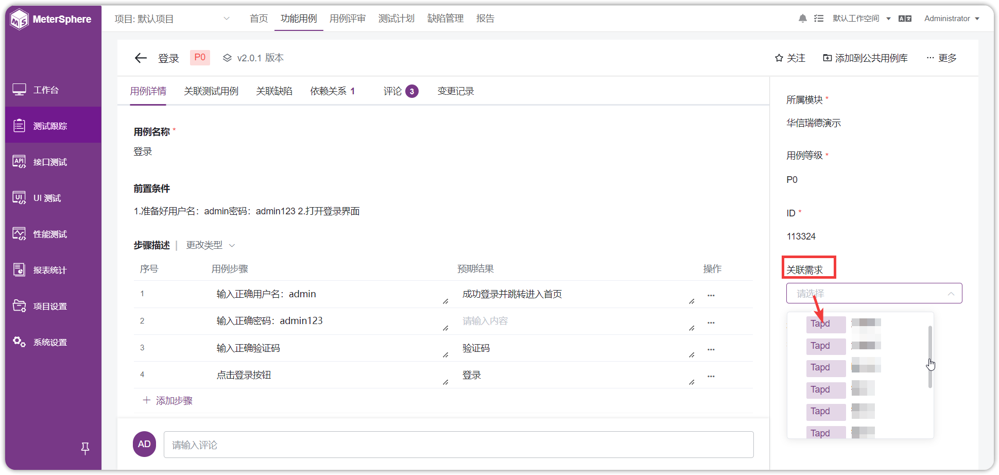 MeterSphere
项目: 默认项目
首页
功能用例
用例评审
测试计划
缺陷管理
报告
默认工作空间
Administrator
工作台
测试跟踪
接口测试
UI 测试
性能测试
报表统计
项目设置
系统设置
登录
P0
v2.0.1 版本
关注
添加到公共用例库
更多
用例详情
关联测试用例
关联缺陷
依赖关系 1
评论 3
变更记录
用例名称 *
登录
前置条件
1.准备好用户名：admin密码：admin123 2.打开登录界面
步骤描述
更改类型
序号 用例步骤 预期结果 操作
1 输入正确用户名：admin 成功登录并跳转进入首页 ...
2 输入正确密码：admin123 请输入内容 ...
3 输入正确验证码 验证码 ...
4 点击登录按钮 登录 ...
添加步骤
AD
请输入评论
所属模块 *
华信瑞德演示
用例等级 *
P0
ID *
113324
关联需求
请选择
Tapd
Tapd
Tapd
Tapd
Tapd
Tapd